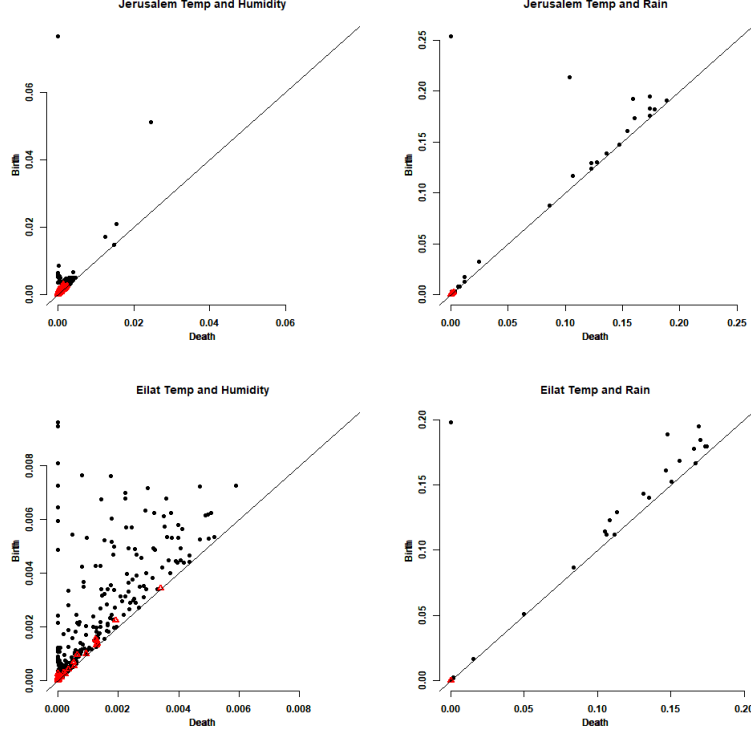 Jerusalem Temp and Humidity
Birth
0.00 0.02 0.04 0.06
0.00 0.02 0.04 0.06
Death
Jerusalem Temp and Rain
Birth
0.00 0.05 0.10 0.15 0.20 0.25
0.00 0.05 0.10 0.15 0.20 0.25
Death
Eilat Temp and Humidity
Birth
0.000 0.002 0.004 0.006 0.008
0.000 0.002 0.004 0.006 0.008
Death
Eilat Temp and Rain
Birth
0.00 0.05 0.10 0.15 0.20
0.00 0.05 0.10 0.15 0.20
Death